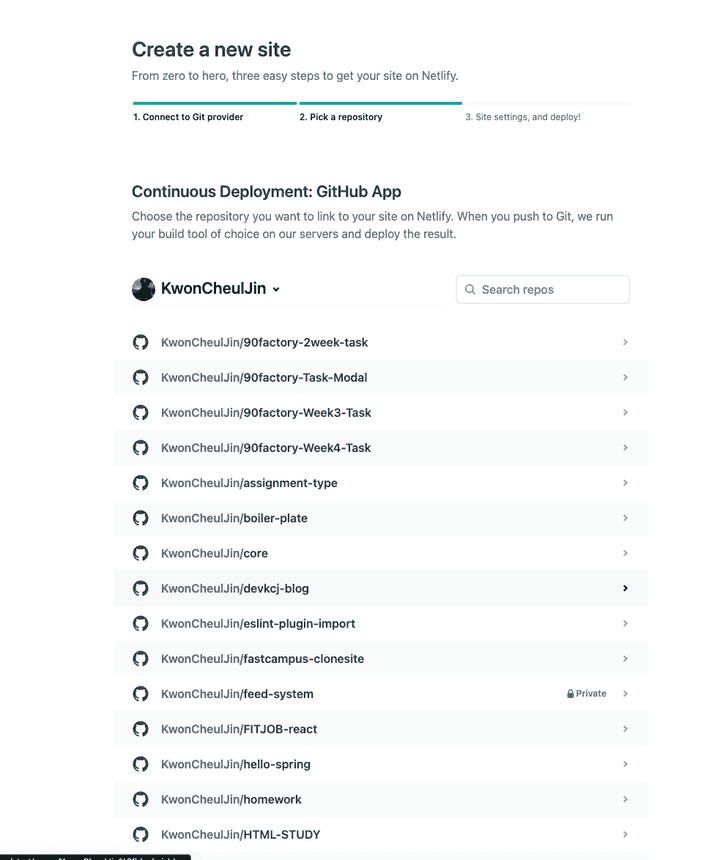 Create a new site
From zero to hero, three easy steps to get your site on Netlify.
1. Connect to Git provider
2. Pick a repository
3. Site settings, and deploy!
Continuous Deployment: GitHub App
Choose the repository you want to link to your site on Netlify. When you push to Git, we run
your build tool of choice on our servers and deploy the result.
KwonCheulJin
Search repos
KwonCheulJin/90factory-2week-task
KwonCheulJin/90factory-Task-Modal
KwonCheulJin/90factory-Week3-Task
KwonCheulJin/90factory-Week4-Task
KwonCheulJin/assignment-type
KwonCheulJin/boiler-plate
KwonCheulJin/core
KwonCheulJin/devkcj-blog
KwonCheulJin/eslint-plugin-import
KwonCheulJin/fastcampus-clonesite
KwonCheulJin/feed-system Private
KwonCheulJin/FITJOB-react
KwonCheulJin/hello-spring
KwonCheulJin/homework
KwonCheulJin/HTML-STUDY